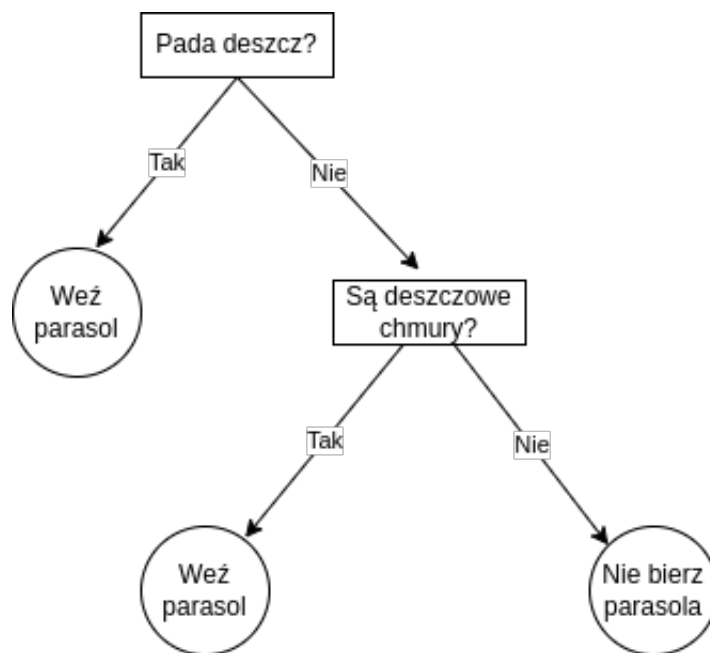 Pada deszcz?
Tak
Nie
Weź
parasol
Są deszczowe
chmury?
Tak
Nie
Weź
parasol
Nie bierz
parasola